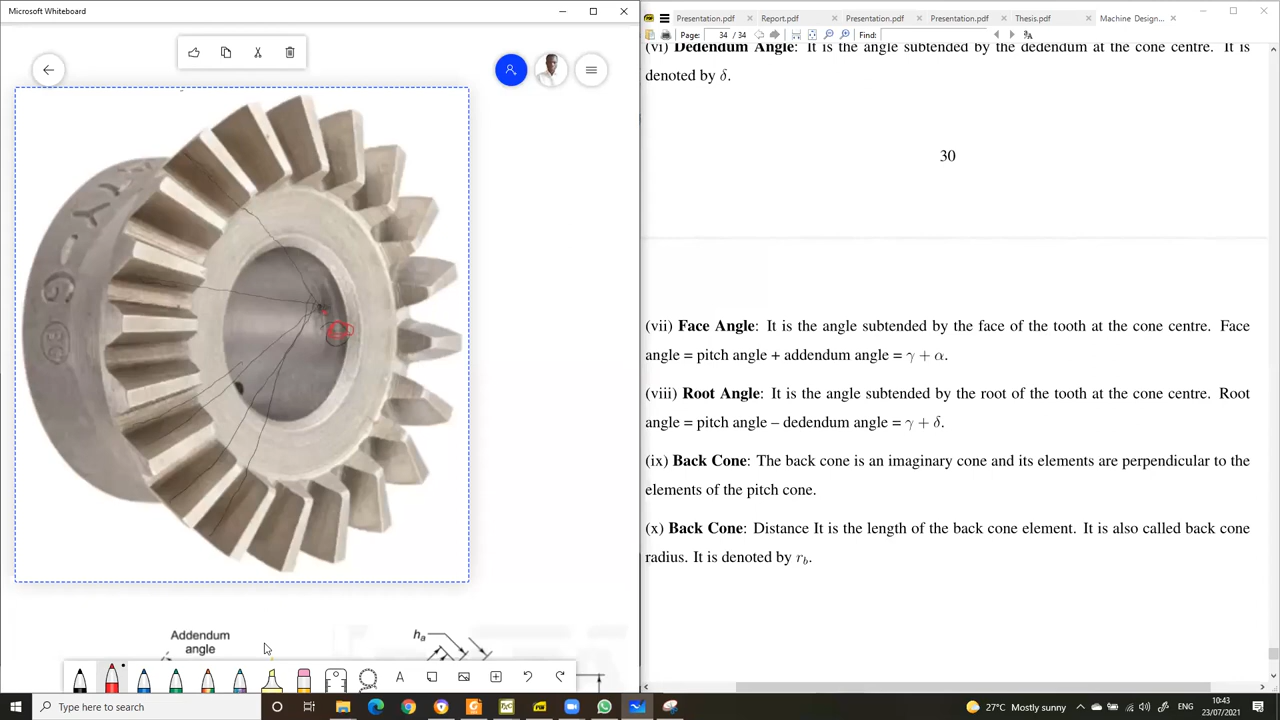 Microsoft Whiteboard
Addendum
angle
hₐ
Presentation.pdf
Report.pdf
Presentation.pdf
Presentation.pdf
Thesis.pdf
Machine Design...
Page: 34 / 34
Find:
(vi) Dedendum Angle: It is the angle subtended by the dedendum at the cone centre. It is
denoted by δ.
30
(vii) Face Angle: It is the angle subtended by the face of the tooth at the cone centre. Face
angle = pitch angle + addendum angle = γ + α.
(viii) Root Angle: It is the angle subtended by the root of the tooth at the cone centre. Root
angle = pitch angle – dedendum angle = γ + δ.
(ix) Back Cone: The back cone is an imaginary cone and its elements are perpendicular to the
elements of the pitch cone.
(x) Back Cone: Distance It is the length of the back cone element. It is also called back cone
radius. It is denoted by r_b.
Type here to search
27°C Mostly sunny
ENG
10:43
23/07/2021